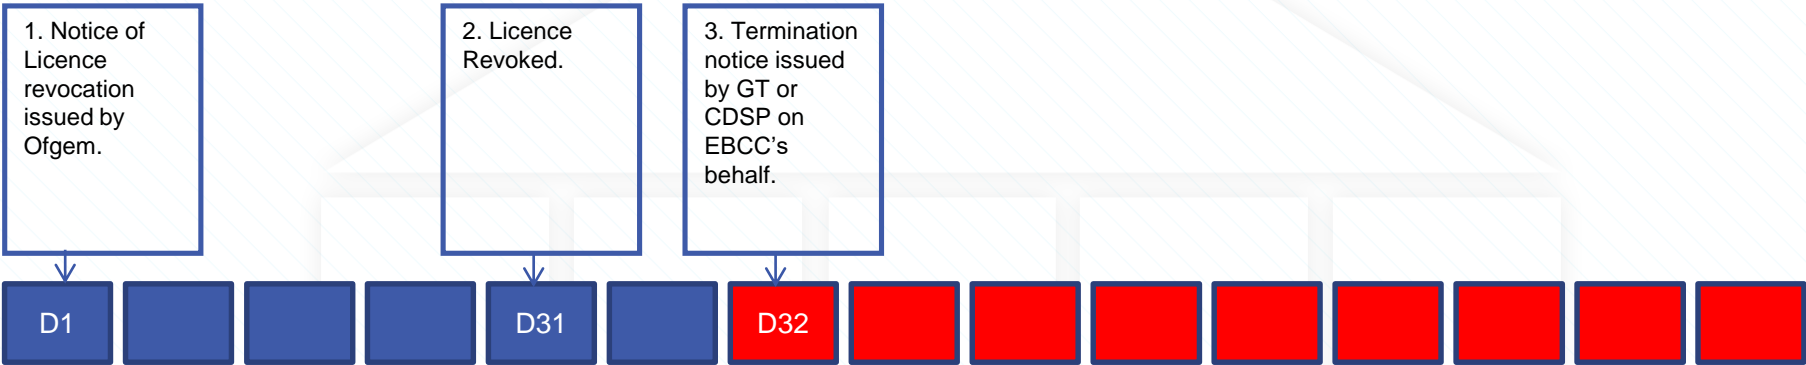 1. Notice of
Licence
revocation
issued by
Ofgem.
2. Licence
Revoked.
3. Termination
notice issued
by GT or
CDSP on
EBCC’s
behalf.
D1
D31
D32